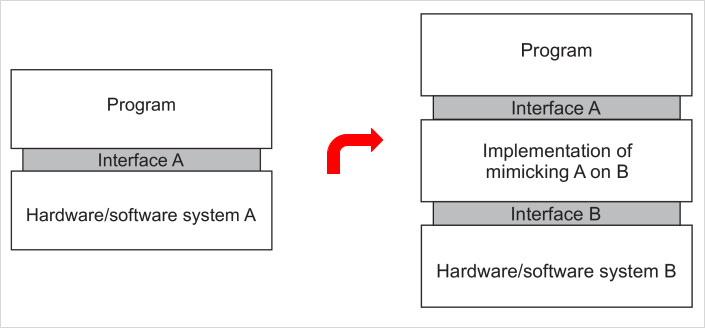 Program
Interface A
Hardware/software system A
Program
Interface A
Implementation of
mimicking A on B
Interface B
Hardware/software system B